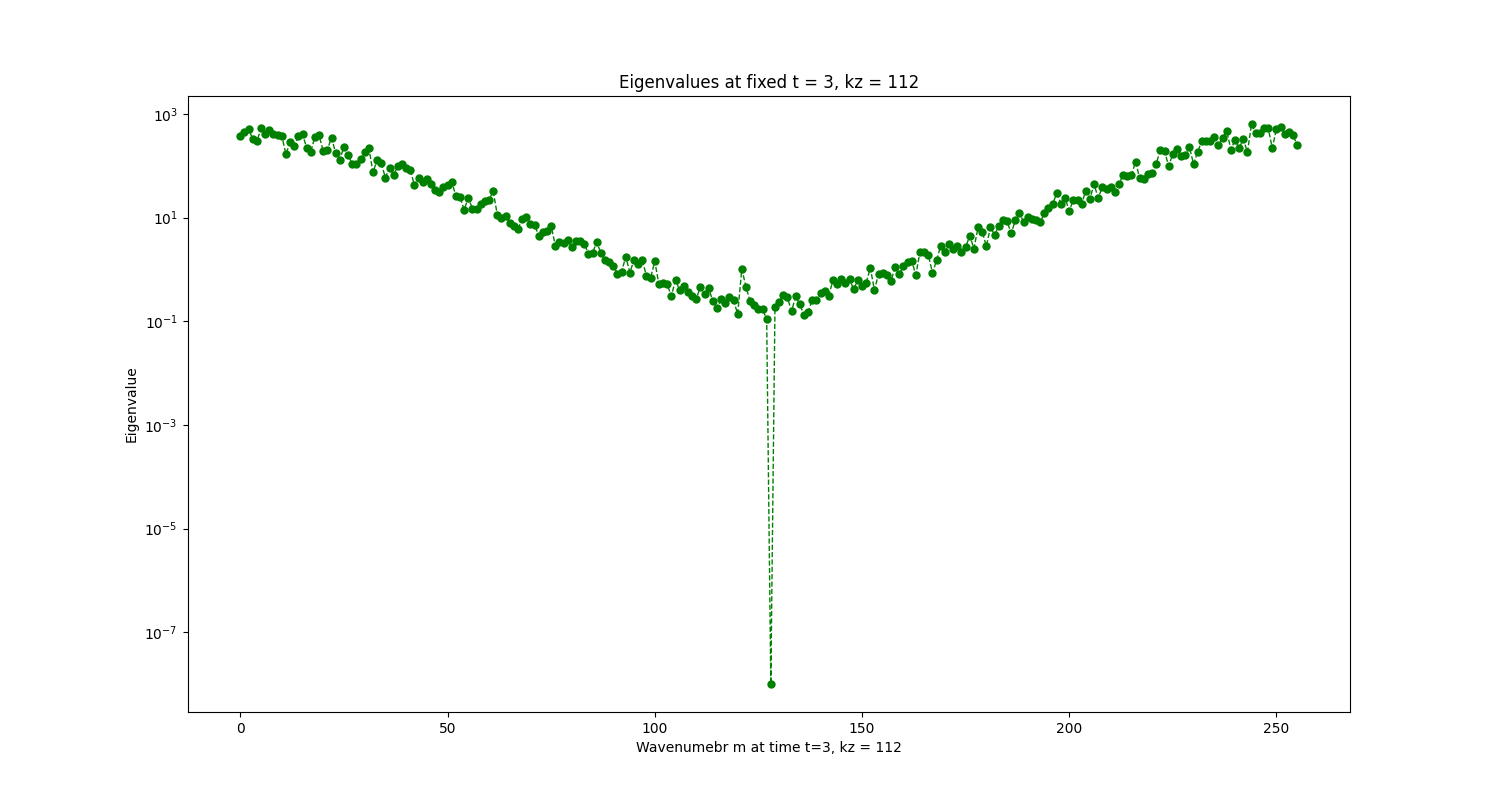 Eigenvalues at fixed t = 3, kz = 112
10³
10¹
10⁻¹
10⁻³
10⁻⁵
10⁻⁷
Eigenvalue
0 50 100 150 200 250
Wavenumebr m at time t=3, kz = 112